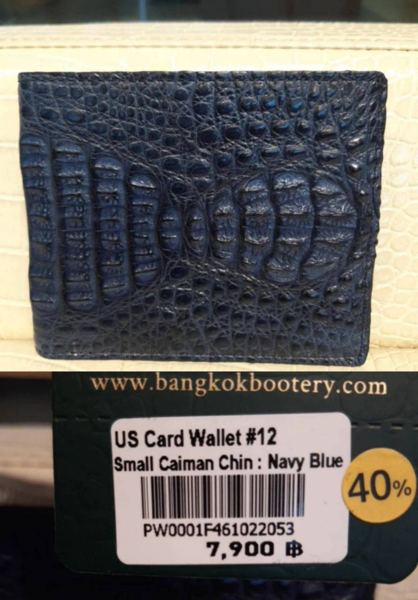 www.bangkokbootery.com
US Card Wallet #12
Small Caiman Chin : Navy Blue
40%
PW0001F461022053
7,900 ฿